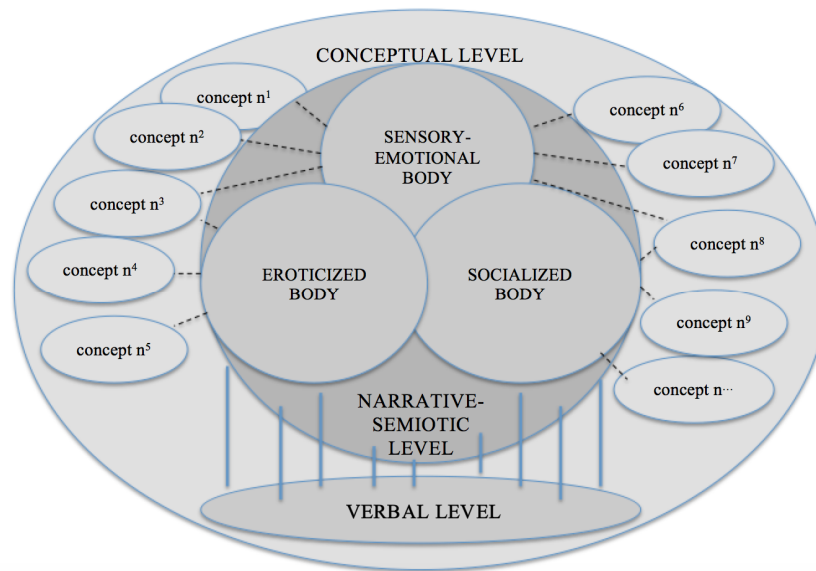 CONCEPTUAL LEVEL
concept n¹
concept n²
concept n³
concept n⁴
concept n⁵
SENSORY-
EMOTIONAL
BODY
EROTICIZED
BODY
SOCIALIZED
BODY
concept n⁶
concept n⁷
concept n⁸
concept n⁹
concept n…
NARRATIVE-
SEMIOTIC
LEVEL
VERBAL LEVEL